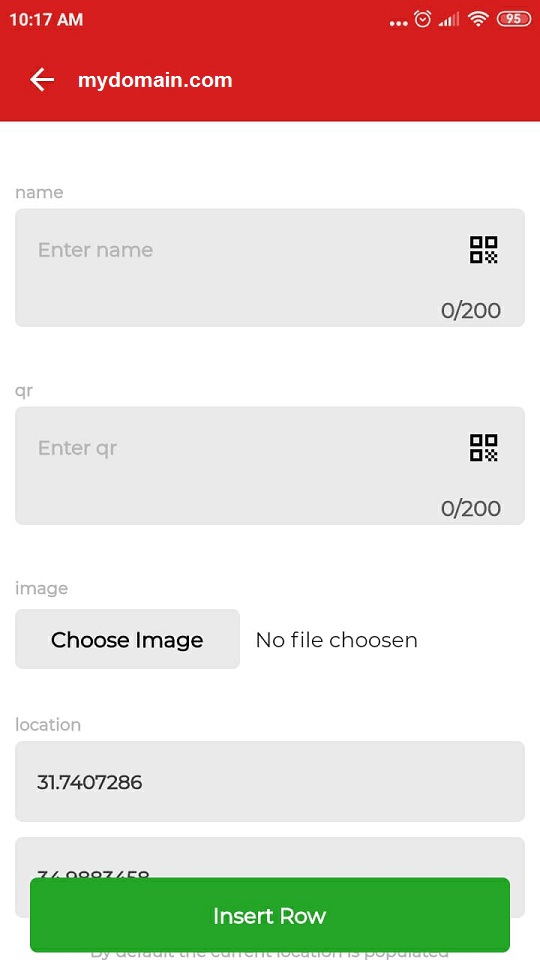 10:17 AM
95
mydomain.com
name
Enter name
0/200
qr
Enter qr
0/200
image
Choose Image No file choosen
location
31.7407286
34.9883458
Insert Row
By default the current location is populated